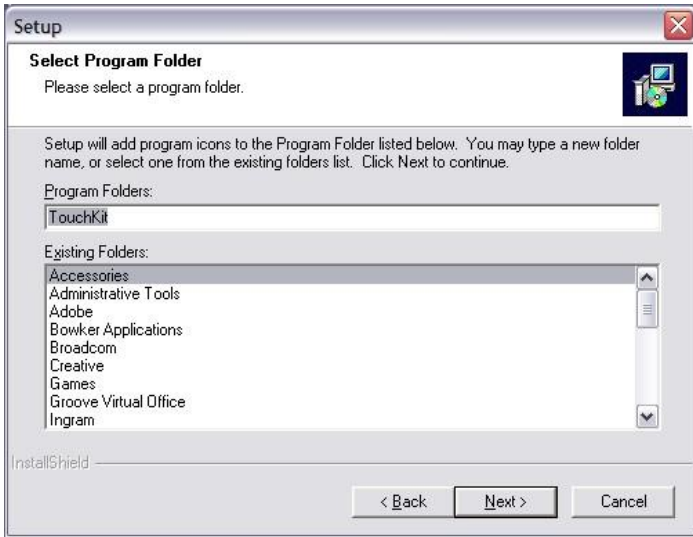 Setup
Select Program Folder
Please select a program folder.
Setup will add program icons to the Program Folder listed below. You may type a new folder
name, or select one from the existing folders list. Click Next to continue.
Program Folders:
TouchKit
Existing Folders:
Accessories
Administrative Tools
Adobe
Bowker Applications
Broadcom
Creative
Games
Groove Virtual Office
Ingram
InstallShield
< Back Next > Cancel